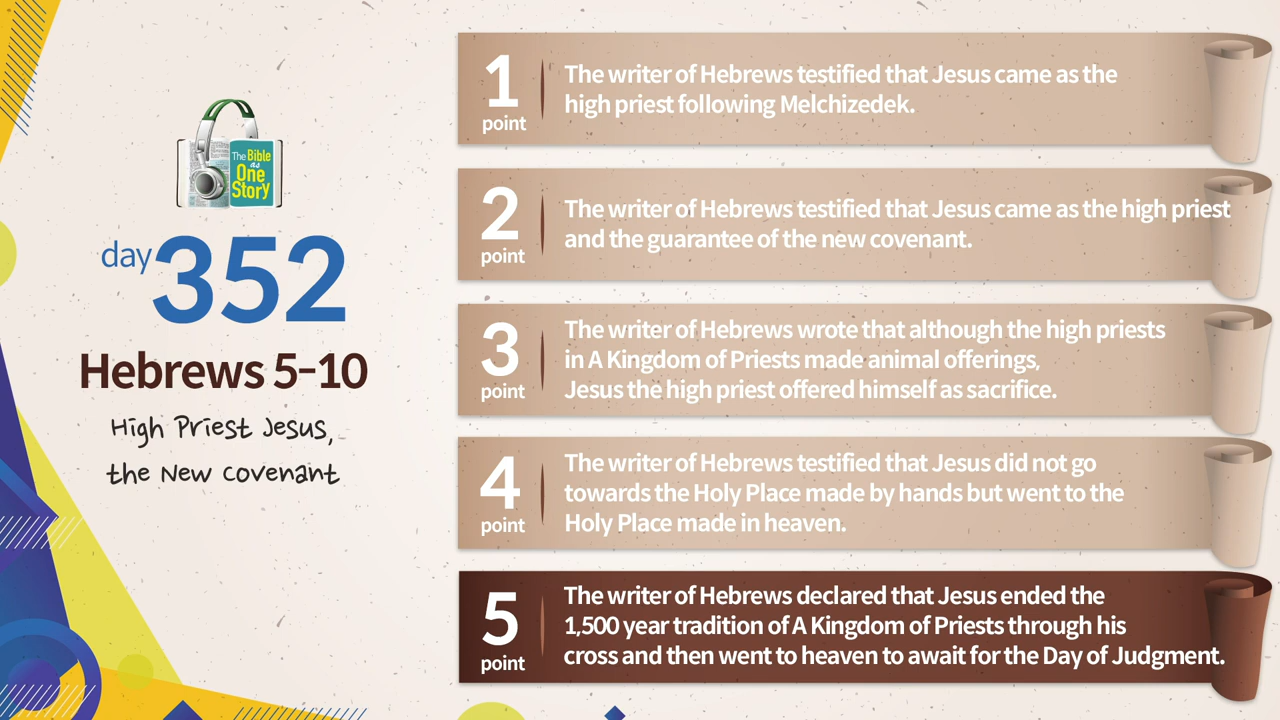 The Bible
as
One
Story
day 352
Hebrews 5-10
High Priest Jesus,
the New Covenant
1
point
The writer of Hebrews testified that Jesus came as the
high priest following Melchizedek.
2
point
The writer of Hebrews testified that Jesus came as the high priest
and the guarantee of the new covenant.
3
point
The writer of Hebrews wrote that although the high priests
in A Kingdom of Priests made animal offerings,
Jesus the high priest offered himself as sacrifice.
4
point
The writer of Hebrews testified that Jesus did not go
towards the Holy Place made by hands but went to the
Holy Place made in heaven.
5
point
The writer of Hebrews declared that Jesus ended the
1,500 year tradition of A Kingdom of Priests through his
cross and then went to heaven to await for the Day of Judgment.